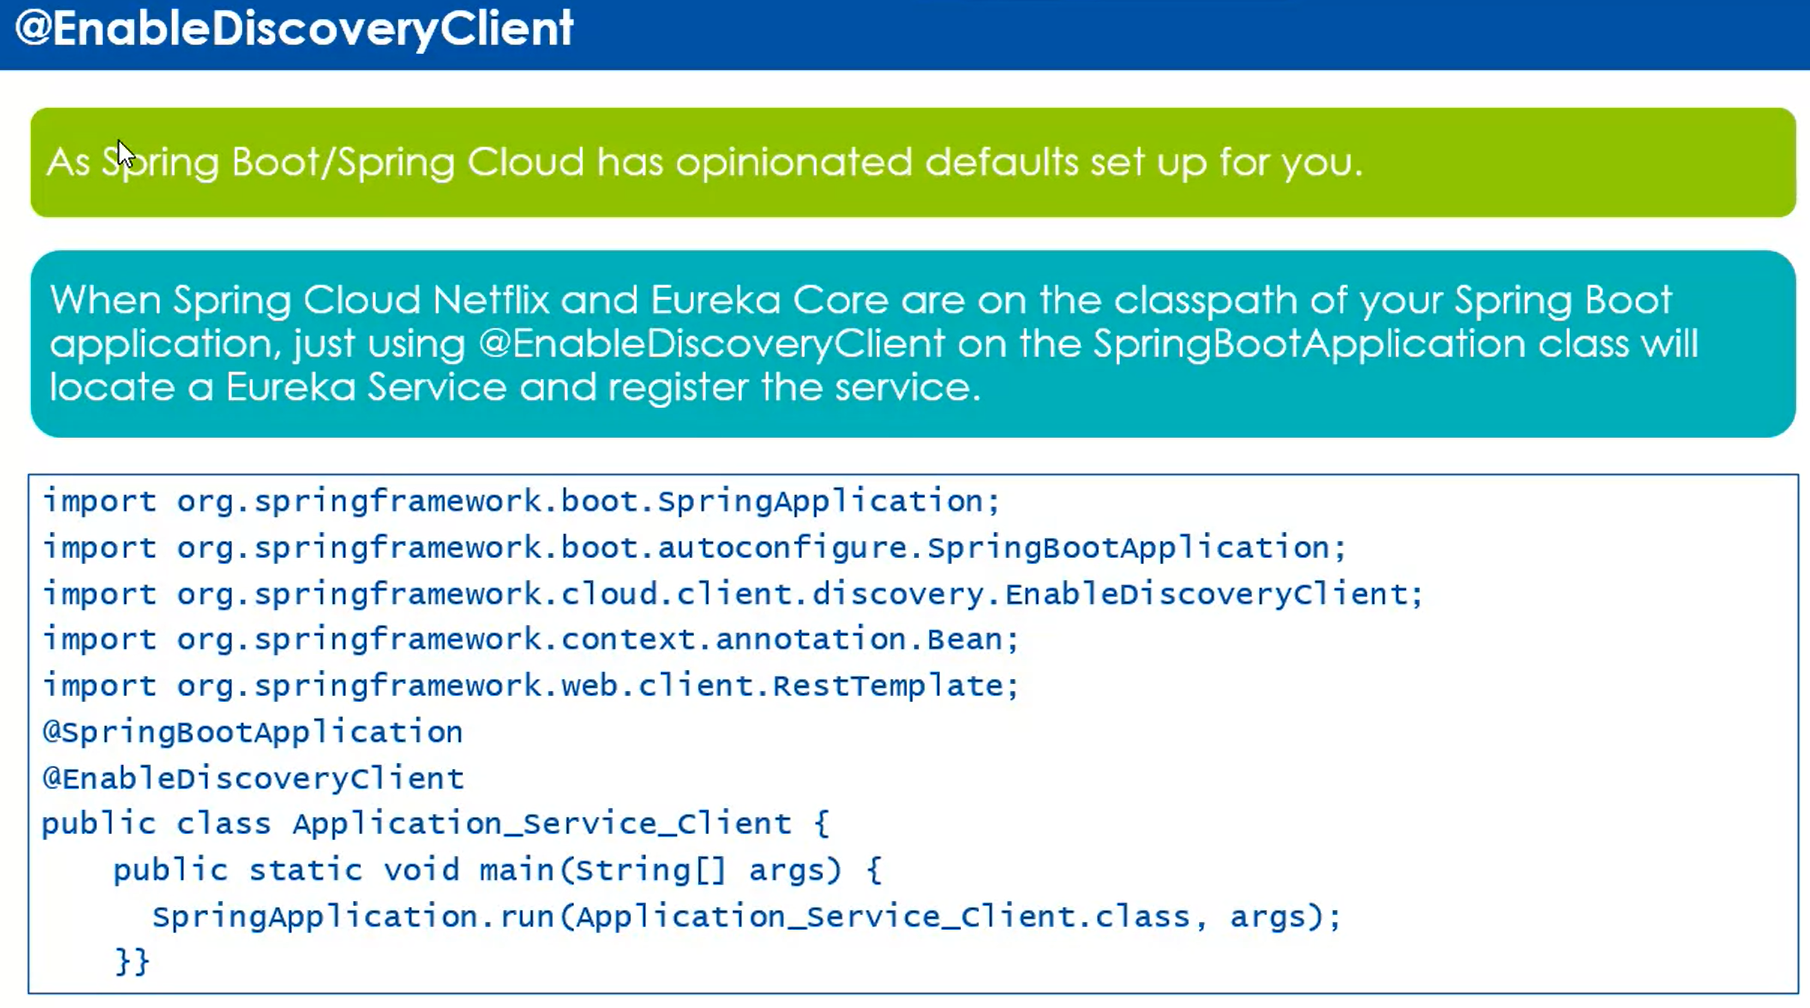 @EnableDiscoveryClient
As Spring Boot/Spring Cloud has opinionated defaults set up for you.
When Spring Cloud Netflix and Eureka Core are on the classpath of your Spring Boot
application, just using @EnableDiscoveryClient on the SpringBootApplication class will
locate a Eureka Service and register the service.
import org.springframework.boot.SpringApplication;
import org.springframework.boot.autoconfigure.SpringBootApplication;
import org.springframework.cloud.client.discovery.EnableDiscoveryClient;
import org.springframework.context.annotation.Bean;
import org.springframework.web.client.RestTemplate;
@SpringBootApplication
@EnableDiscoveryClient
public class Application_Service_Client {
    public static void main(String[] args) {
      SpringApplication.run(Application_Service_Client.class, args);
    }}